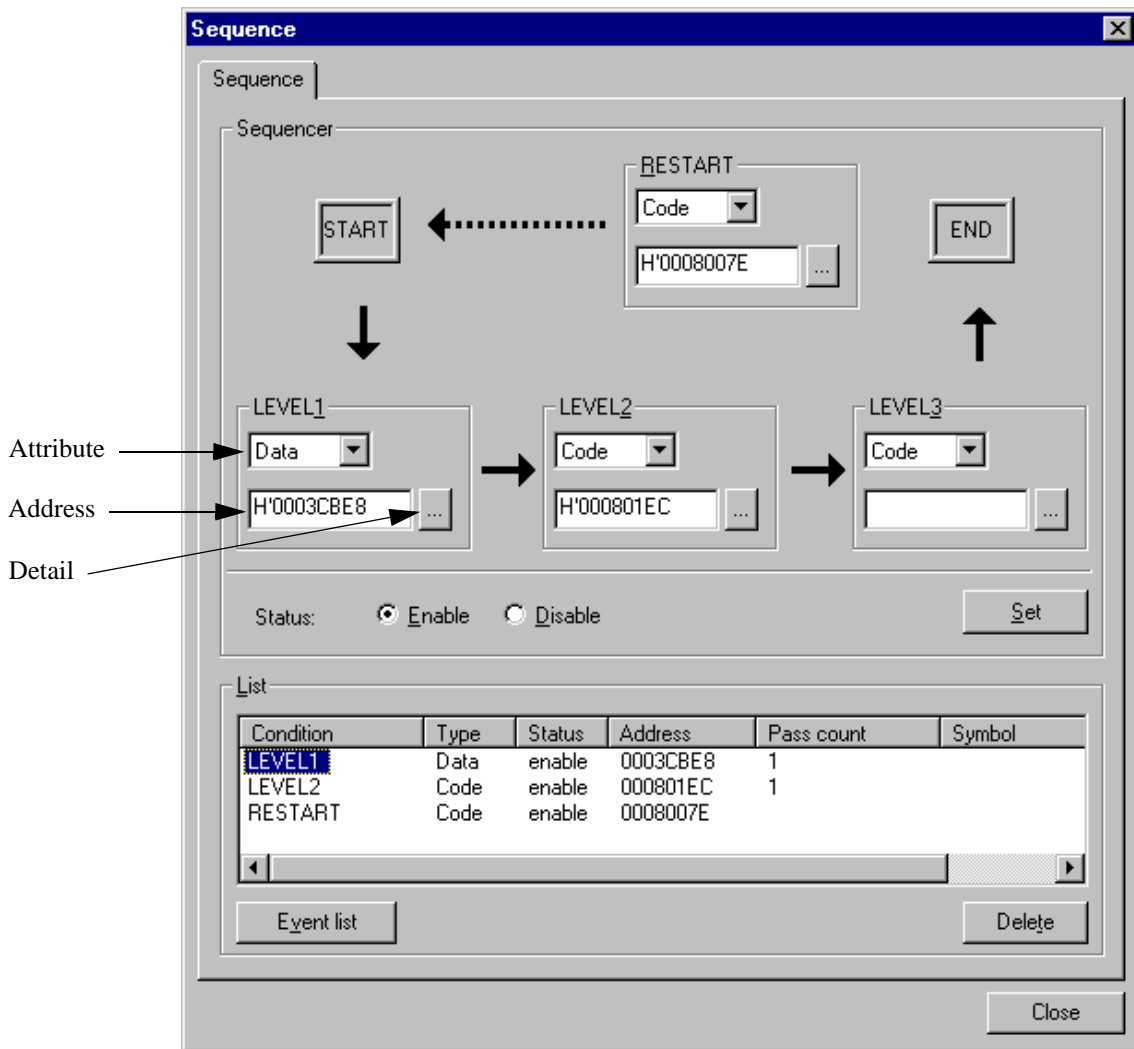 Sequence
Sequence
Sequencer
RESTART
Code
START
END
H'0008007E
...
LEVEL1
LEVEL2
LEVEL3
Attribute
Data
Code
Code
Address
H'0003CBE8
...
H'000801EC
...
...
Detail
Status:
Enable
Disable
Set
List
Condition Type Status Address Pass count Symbol
LEVEL1 Data enable 0003CBE8 1
LEVEL2 Code enable 000801EC 1
RESTART Code enable 0008007E
Event list
Delete
Close